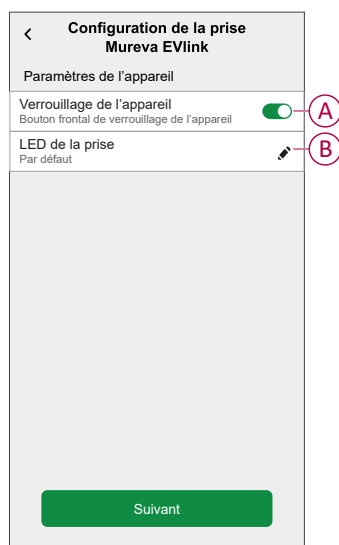 Configuration de la prise
Mureva EVlink
Paramètres de l'appareil
Verrouillage de l'appareil
Bouton frontal de verrouillage de l'appareil
A
LED de la prise
Par défaut
B
Suivant